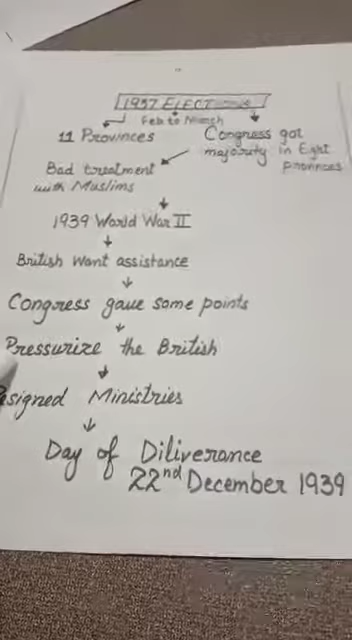 1937 ELECTIONS
Feb to March
11 Provinces
Congress got
majority in Eight
Provinces
Bad treatment
with Muslims
1939 World War II
British Want assistance
Congress gave some points
Pressurize the British
esigned Ministries
Day of Diliverance
22nd December 1939